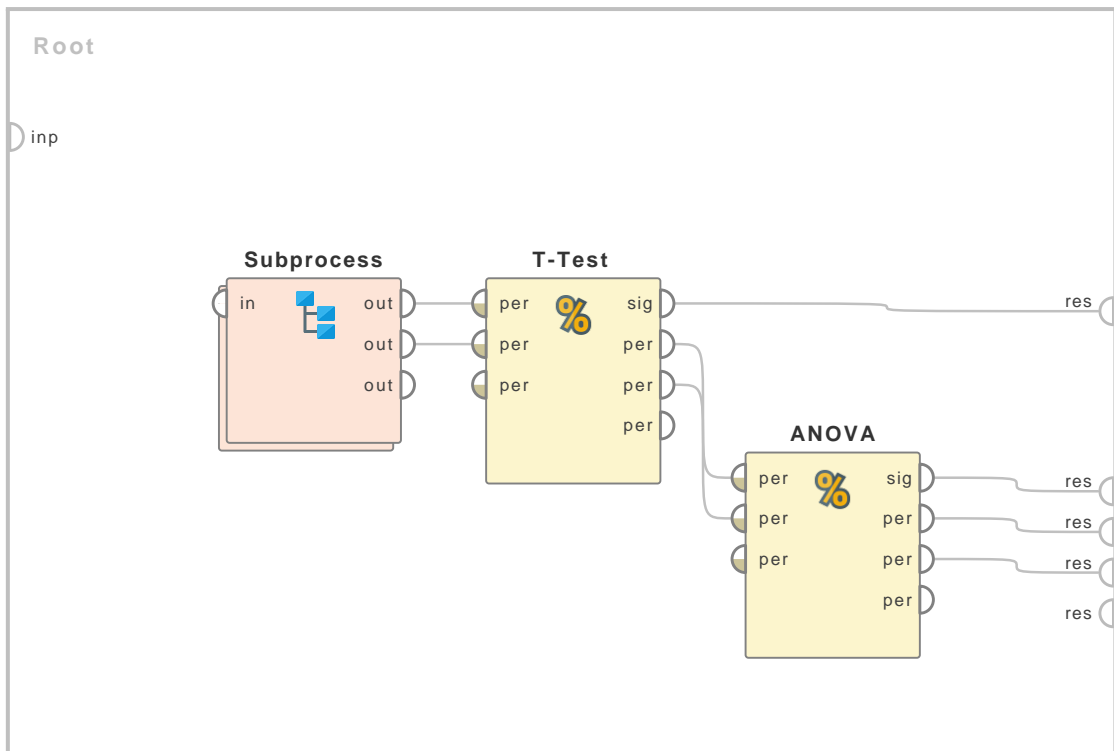 Root
inp
Subprocess
in
out
out
out
T-Test
per
sig
per
per
per
per
per
res
ANOVA
per
sig
per
per
per
per
per
res
res
res
res